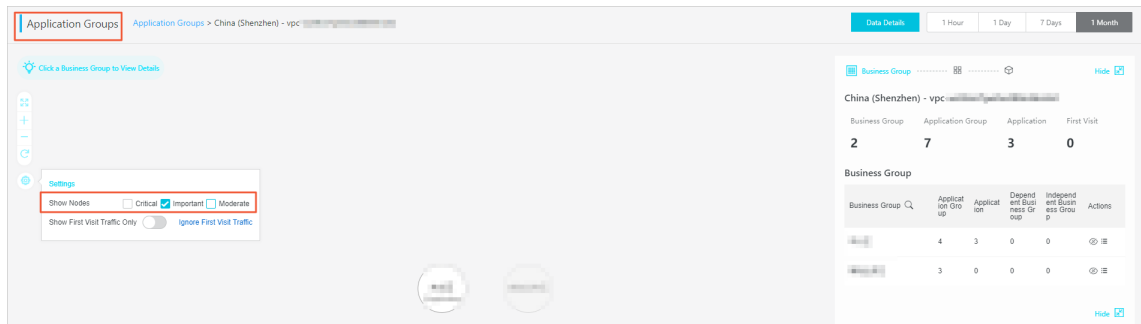 Application Groups
Application Groups > China (Shenzhen) - vpc-
Data Details
1 Hour
1 Day
7 Days
1 Month
Click a Business Group to View Details
Business Group
Hide
China (Shenzhen) - vpc-
Business Group Application Group Application First Visit
2 7 3 0
Settings
Show Nodes Critical Important Moderate
Show First Visit Traffic Only Ignore First Visit Traffic
Business Group
Business Group
Applicat
ion Gro
up
Applicat
ion
Depend
ent Busi
ness Gr
oup
Independ
ent Busin
ess Grou
p
Actions
4 3 0 0
3 0 0 0
Hide